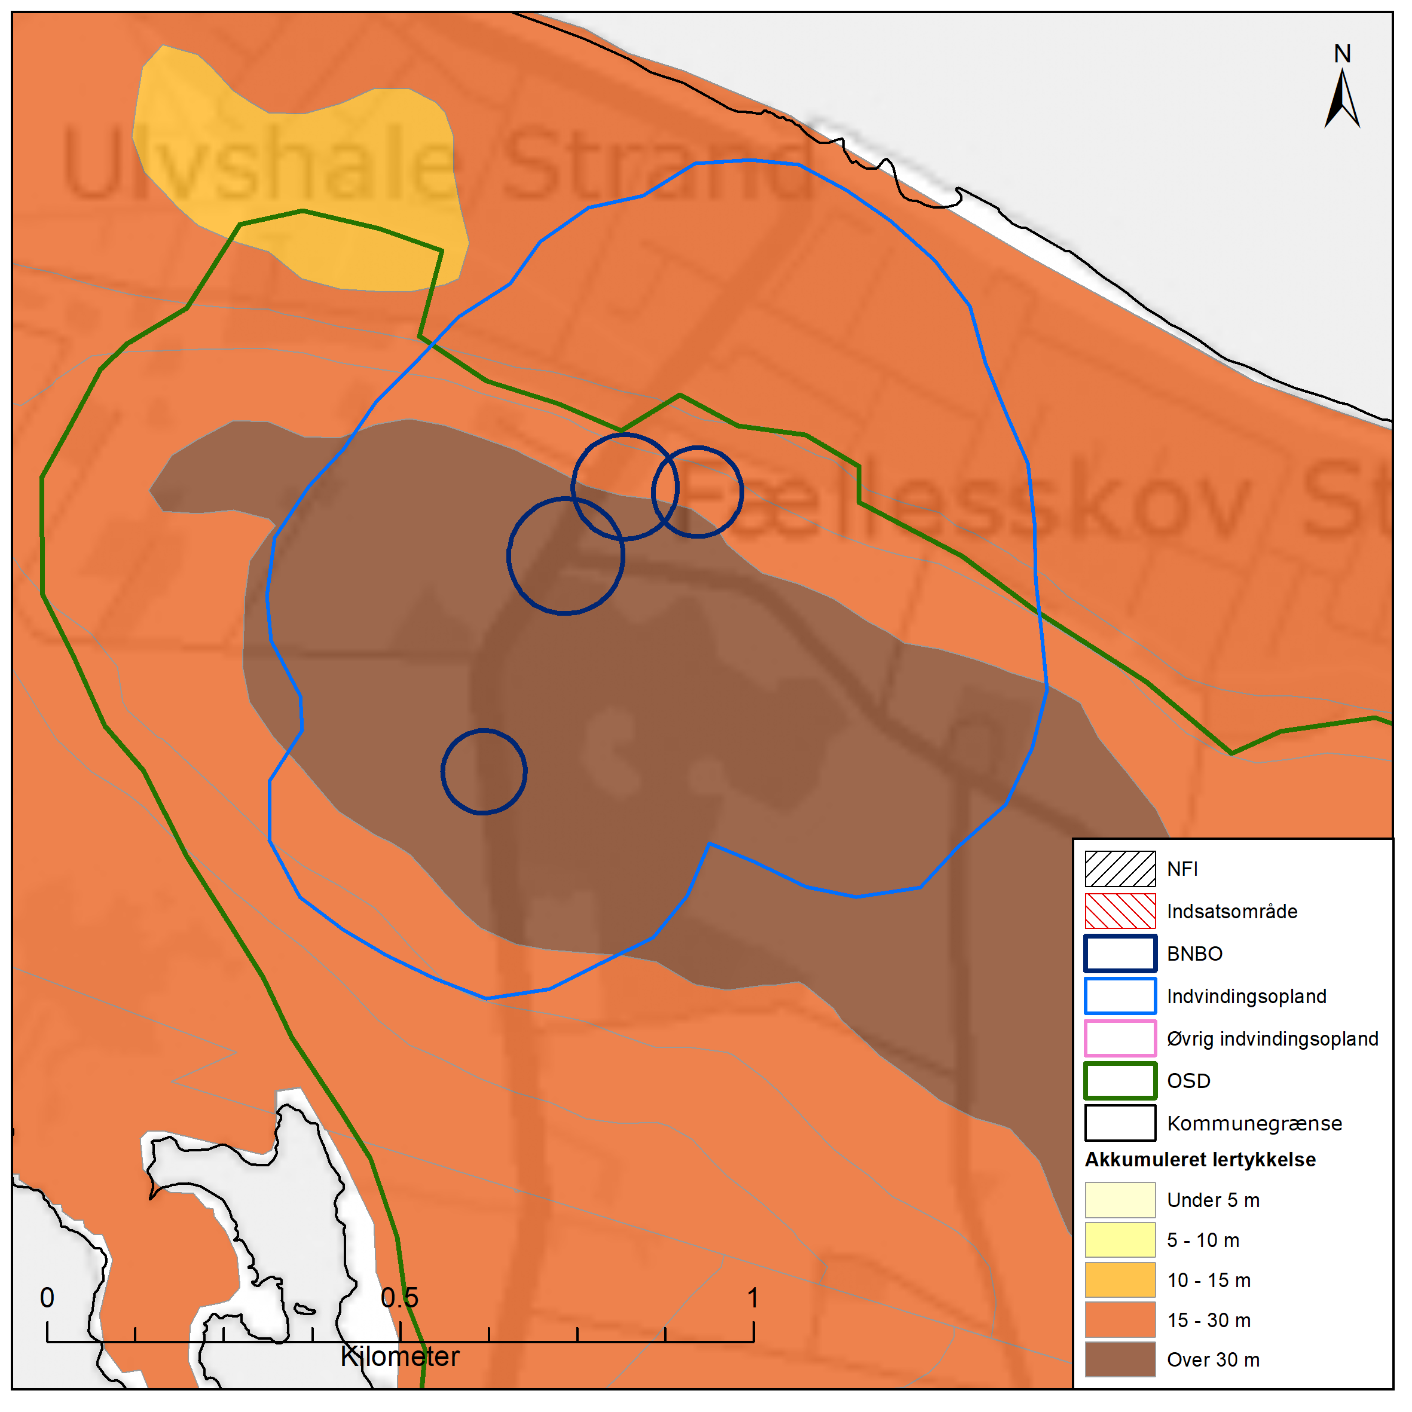 N
Ulvshale Strand
Fællesskov St
NFI
Indsatsområde
BNBO
Indvindingsopland
Øvrig indvindingsopland
OSD
Kommunegrænse
Akkumuleret lertykkelse
Under 5 m
5 - 10 m
10 - 15 m
15 - 30 m
Over 30 m
0 0.5 1
Kilometer